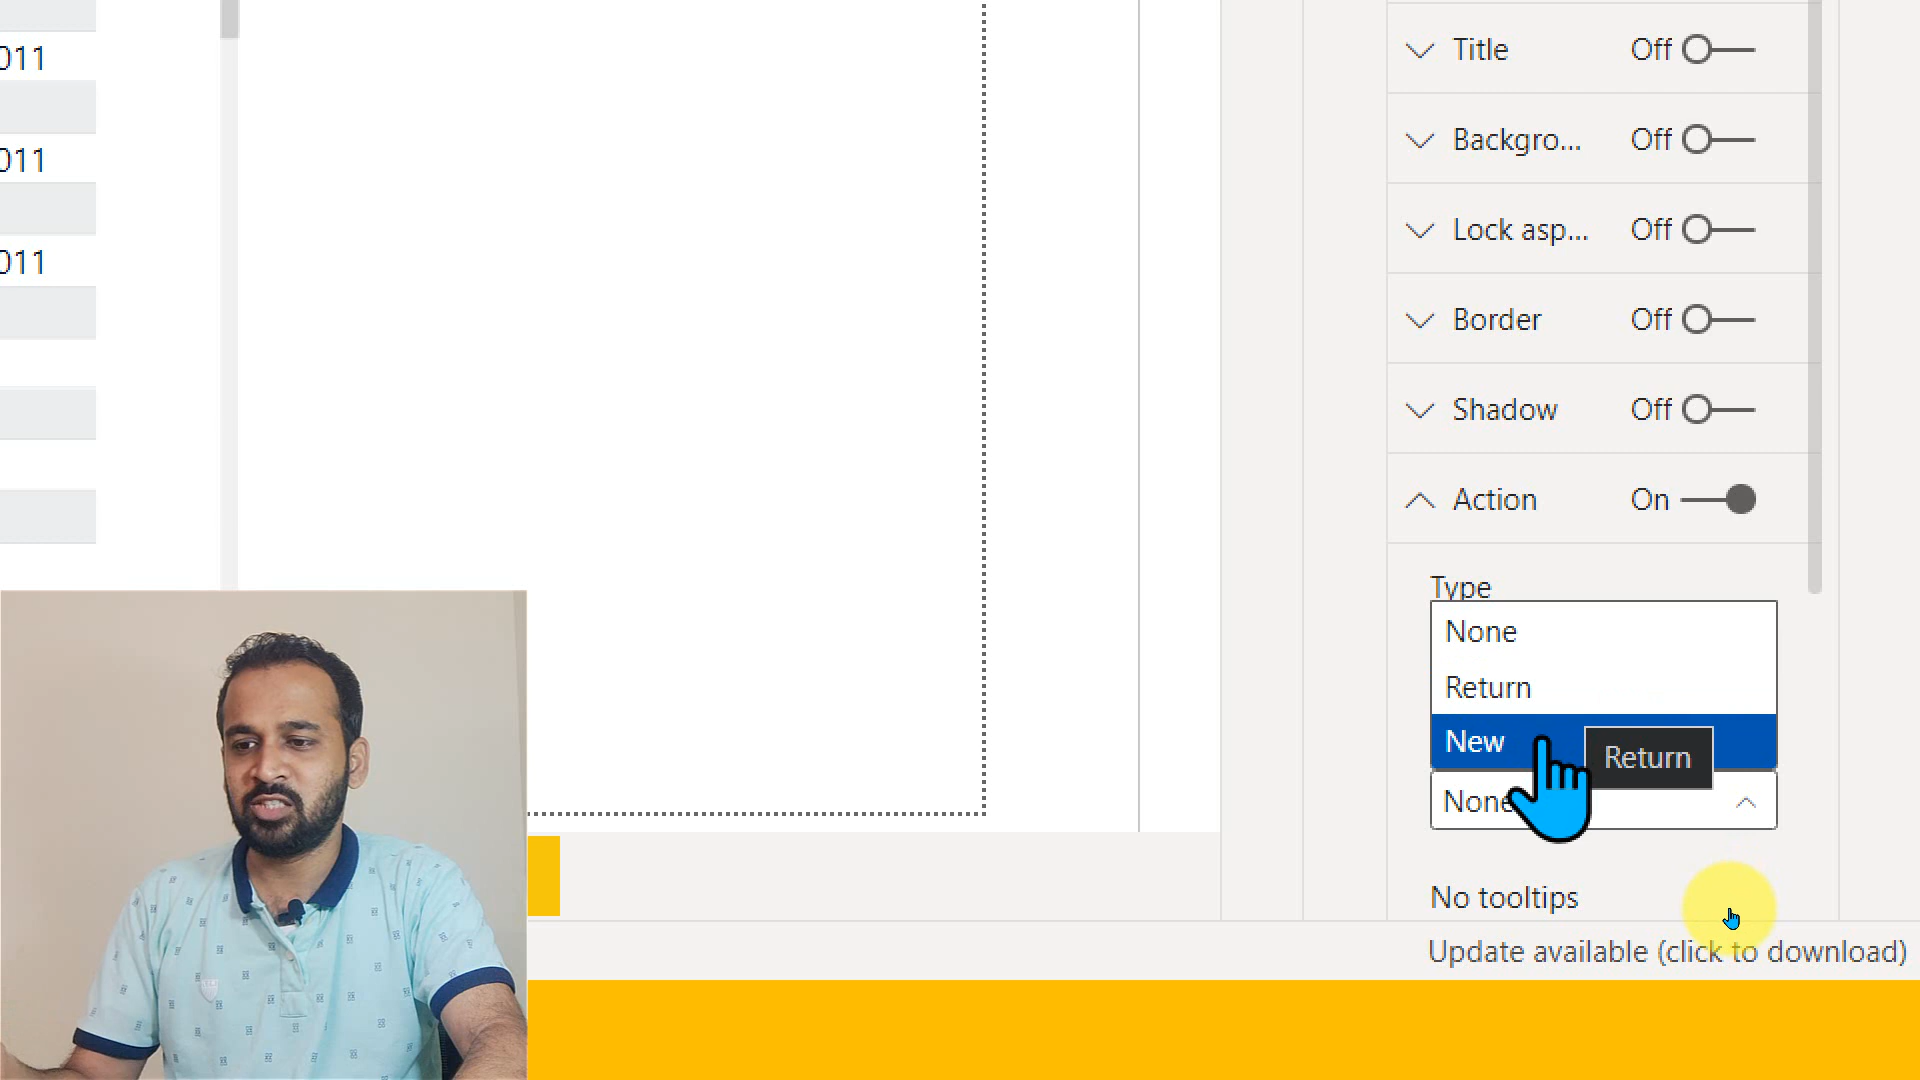 011
011
011
Title Off
Backgro... Off
Lock asp... Off
Border Off
Shadow Off
Action On
Type
None
Return
New
Return
None
No tooltips
Update available (click to download)